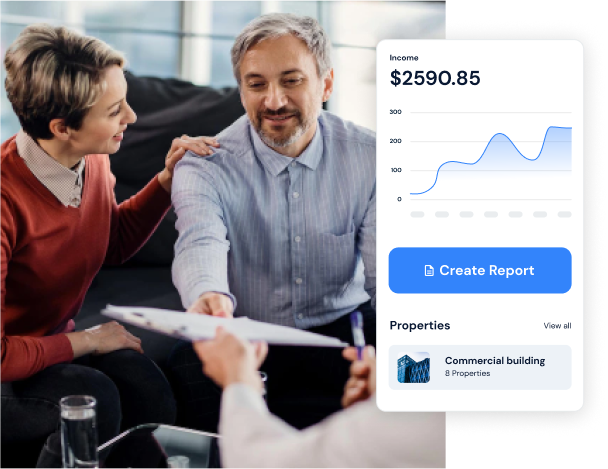 Income
$2590.85
300
200
100
0
Create Report
Properties
View all
Commercial building
8 Properties